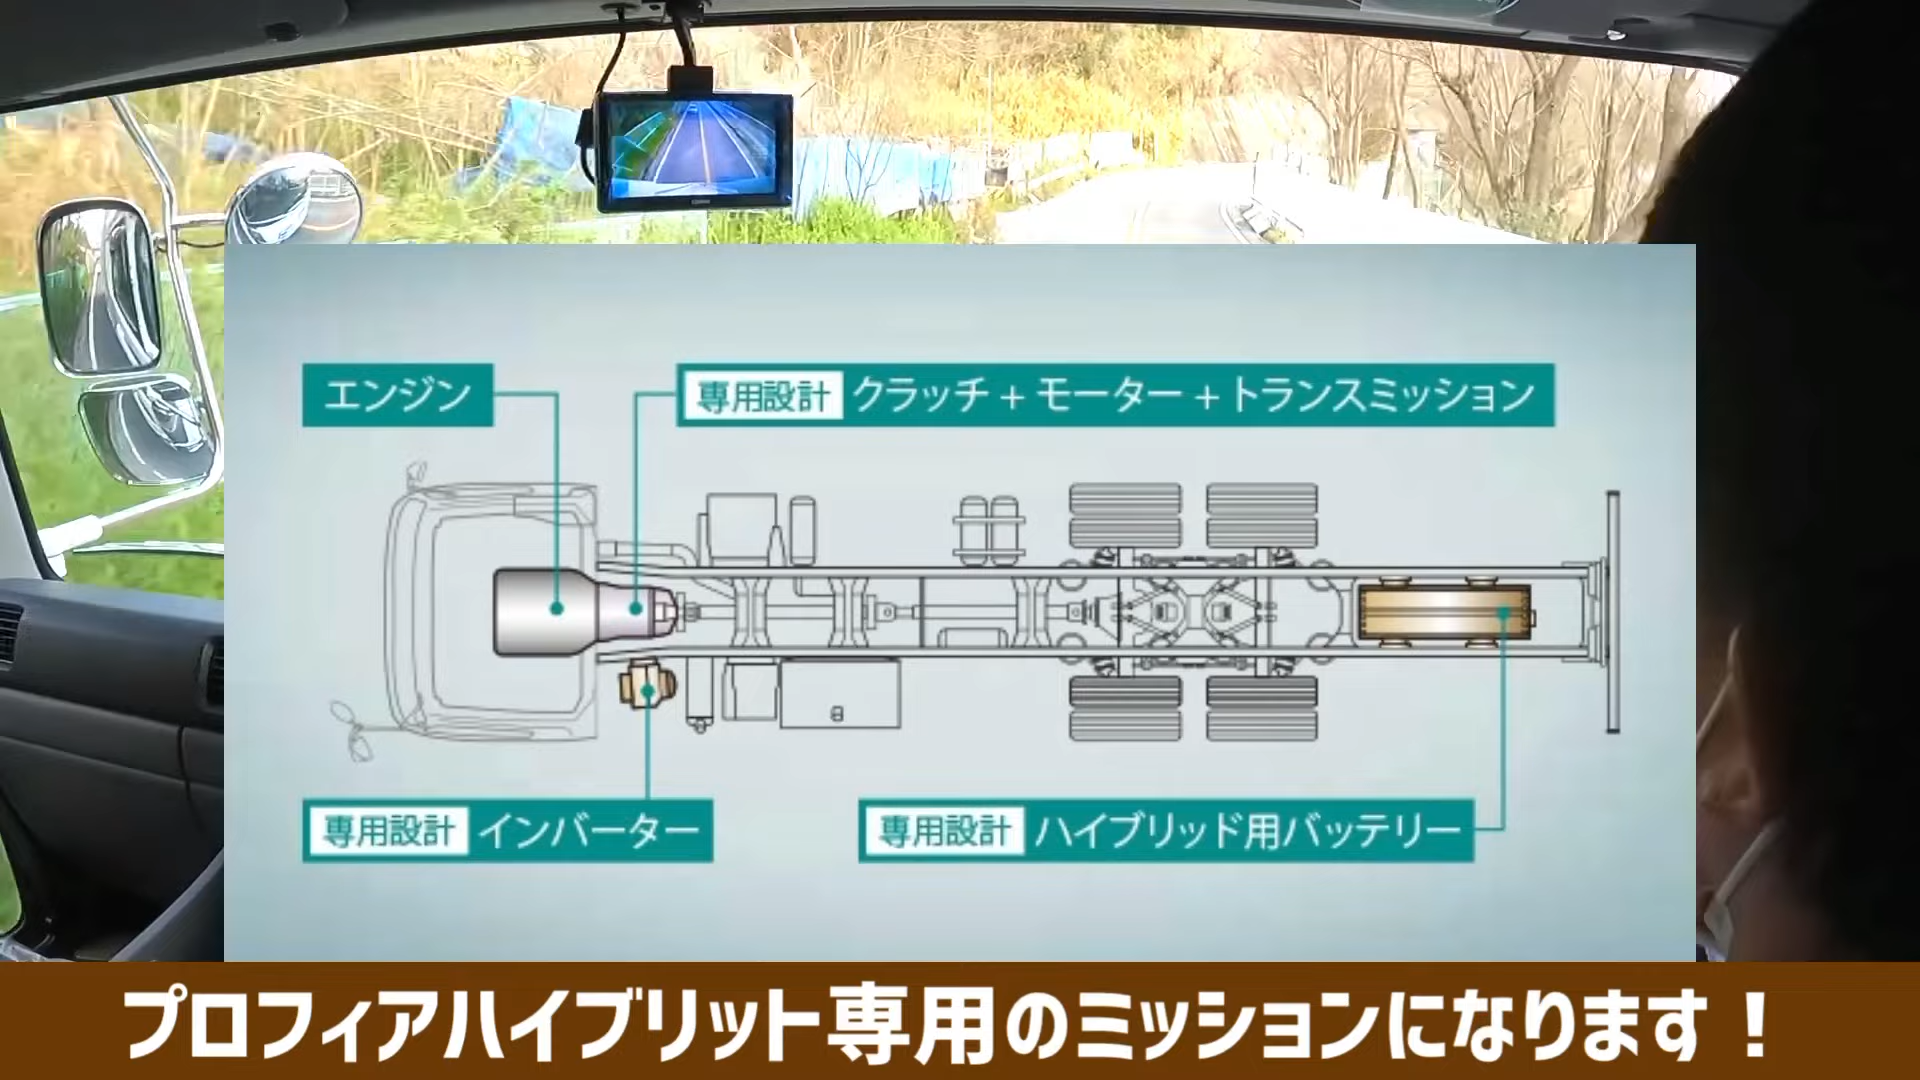 エンジン
専用設計 クラッチ + モーター + トランスミッション
専用設計 インバーター
専用設計 ハイブリッド用バッテリー
プロフィアハイブリット専用のミッションになります！